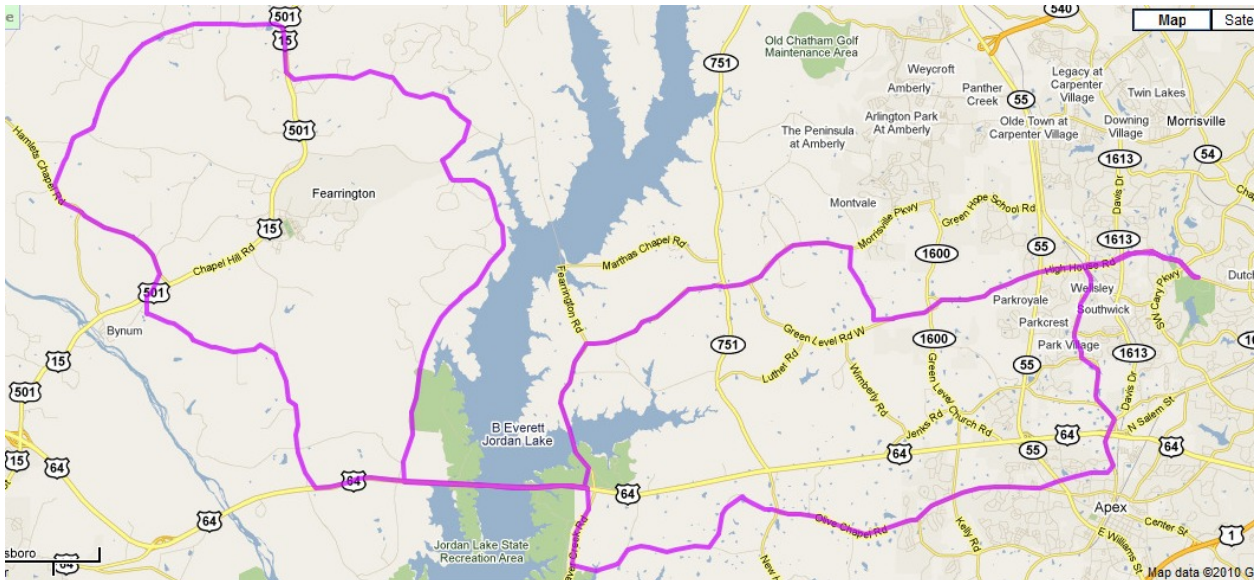 501
15
Old Chatham Golf
Maintenance Area
751
540
Map
Sate
Weycroft
Amberly
Panther
Creek
Legacy at
Carpenter
Village
Twin Lakes
55
Arlington Park
At Amberly
Olde Town at
Carpenter Village
Downing
Village
Morrisville
The Peninsula
at Amberly
501
1613
54
Hamlets Chapel Rd
Fearrington
Davis Dr
Montvale
Morrisville Pkwy
Green Hope School Rd
15
Chapel Hill Rd
Marthas Chapel Rd
1600
55
1613
High House Rd
Fearrington Rd
501
Bynum
Wellsley
Parkroyale
Southwick
SW Cary Pkwy
Dutch
Parkcrest
Park Village
Green Level Rd W
751
1600
1613
15
55
Luther Rd
Wimberly Rd
Green Level Church Rd
Davis Dr
501
N Salem St
Jenks Rd
B Everett
Jordan Lake
64
64
15
64
55
64
64
64
64
Apex
Olive Chapel Rd
Center St
E Williams St
Kelly Rd
1
Jordan Lake State
Recreation Area
sboro
64
Map data ©2010 G